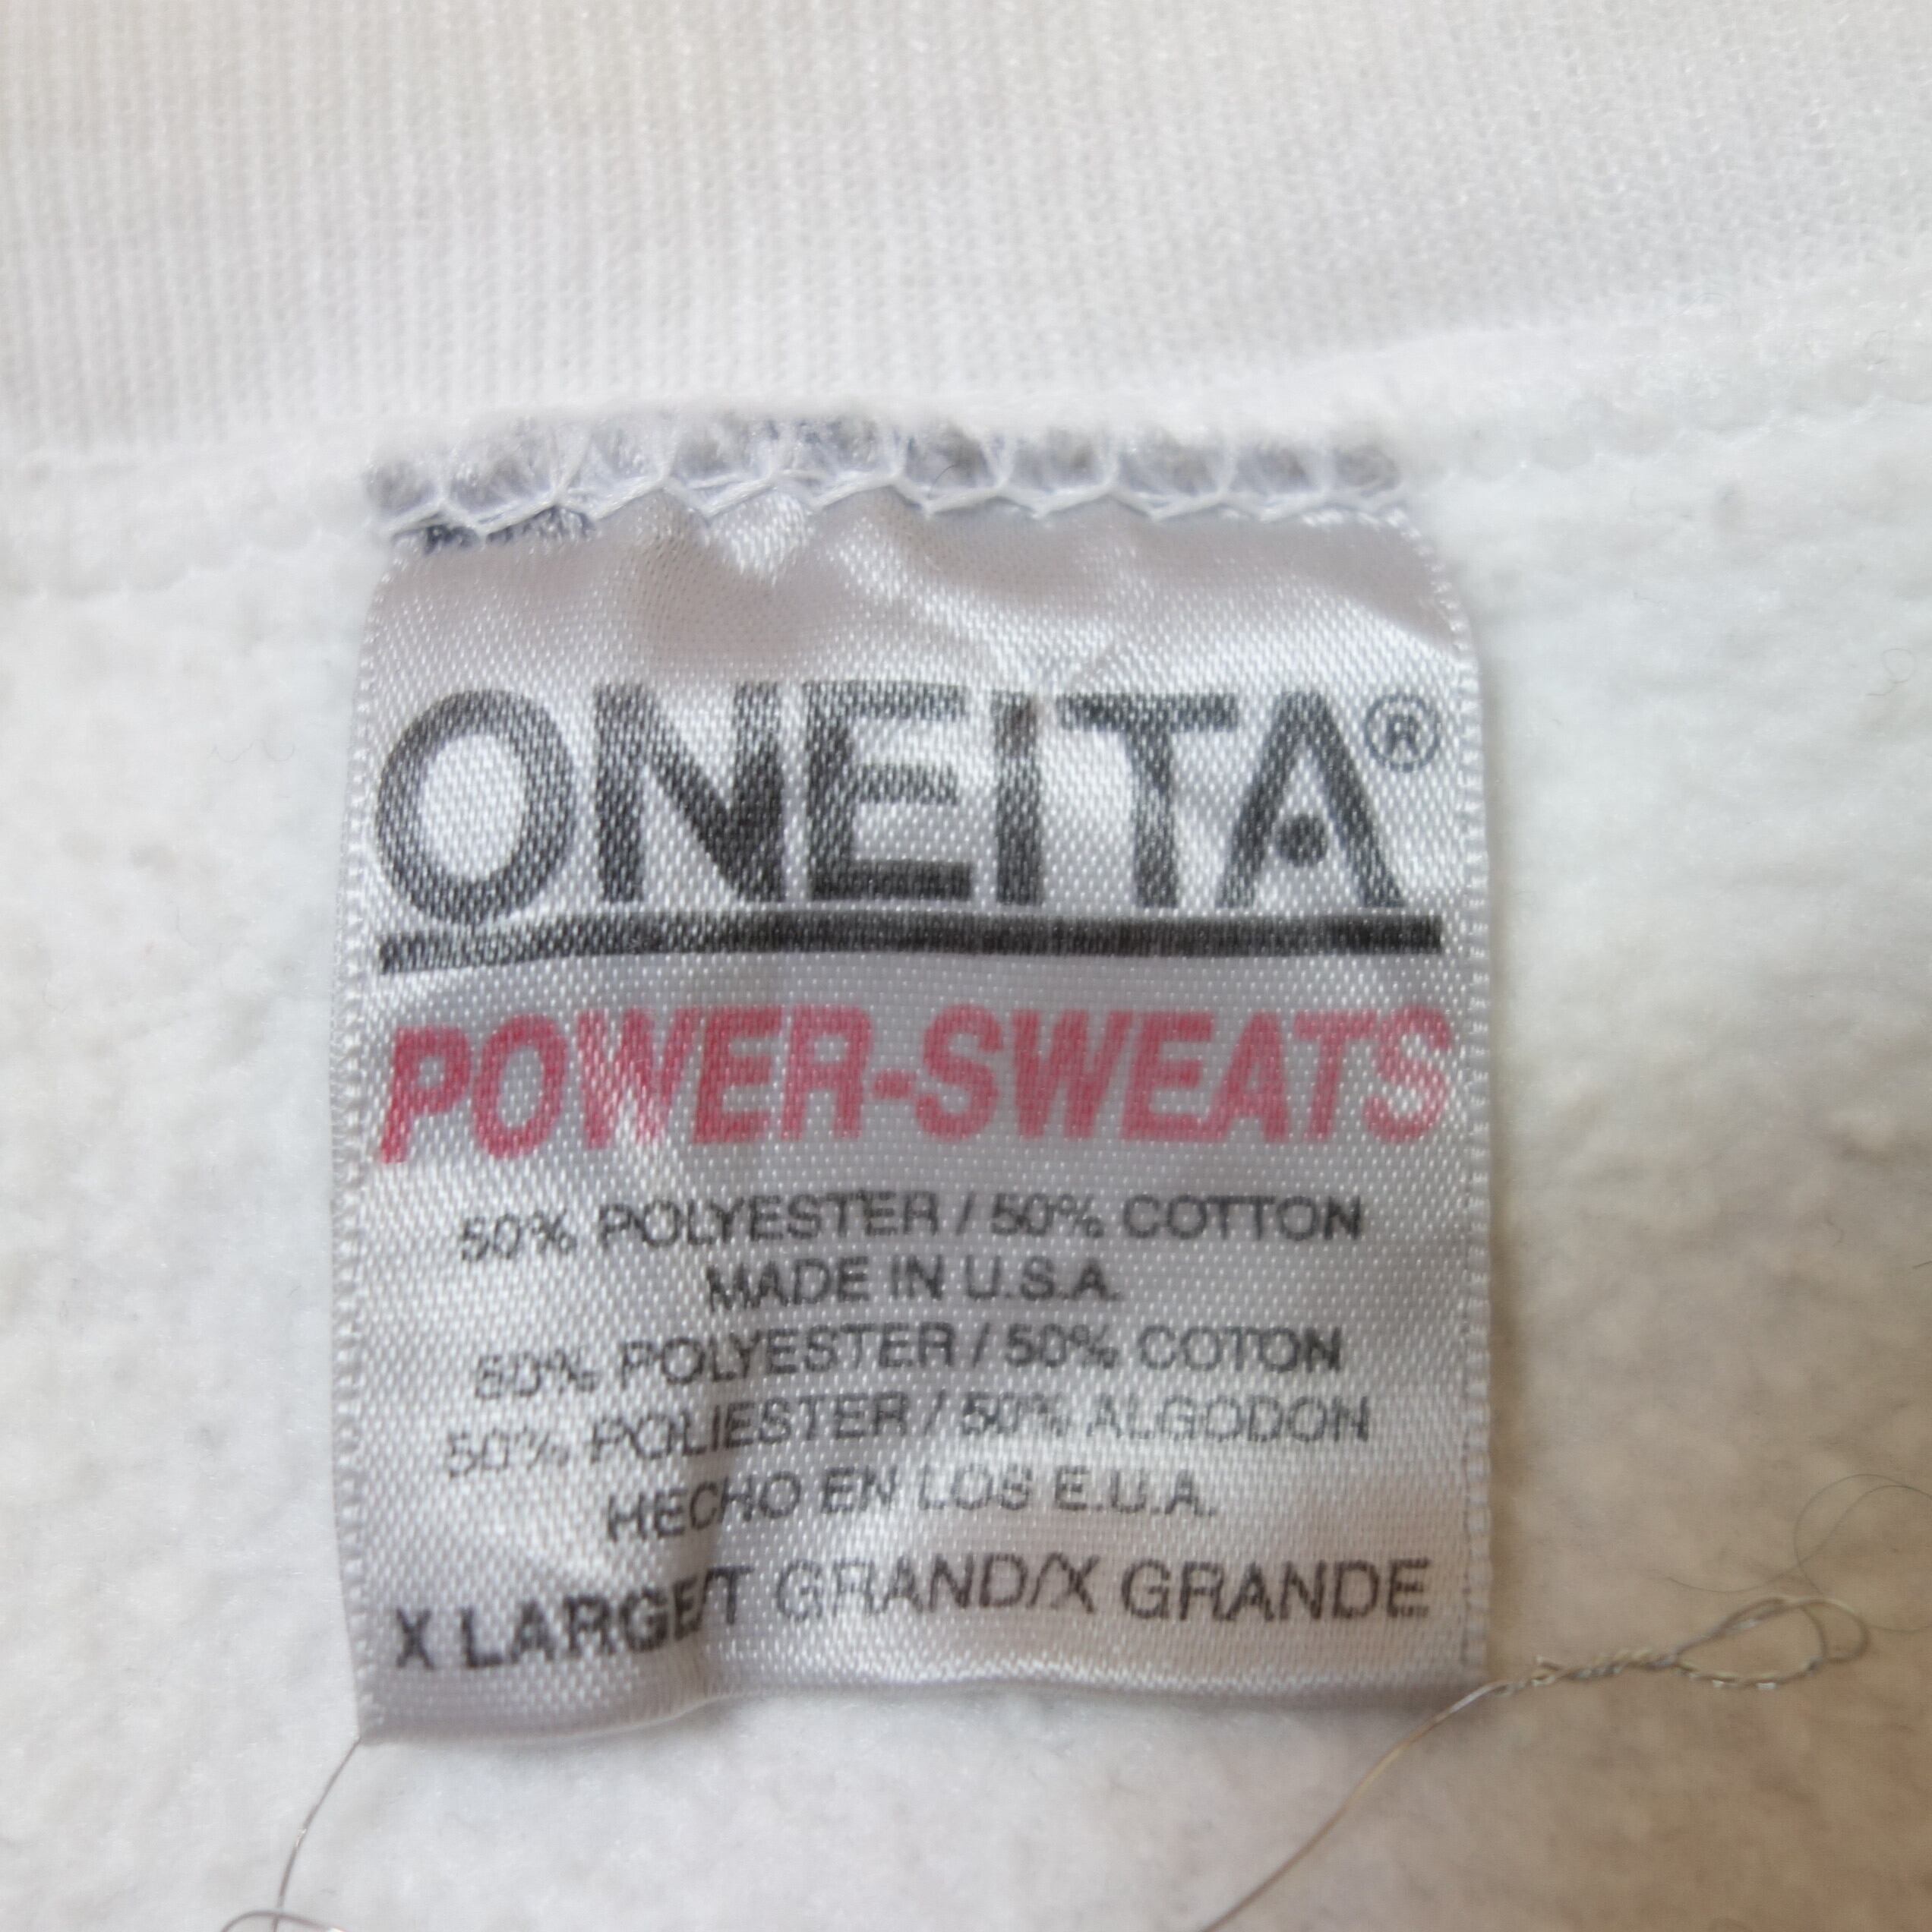 ONEITA®
POWER-SWEATS
50% POLYESTER / 50% COTTON
MADE IN U.S.A.
50% POLYESTER / 50% COTON
50% POLIESTER / 50% ALGODON
HECHO EN LOS E.U.A.
X LARGE/T GRAND/X GRANDE